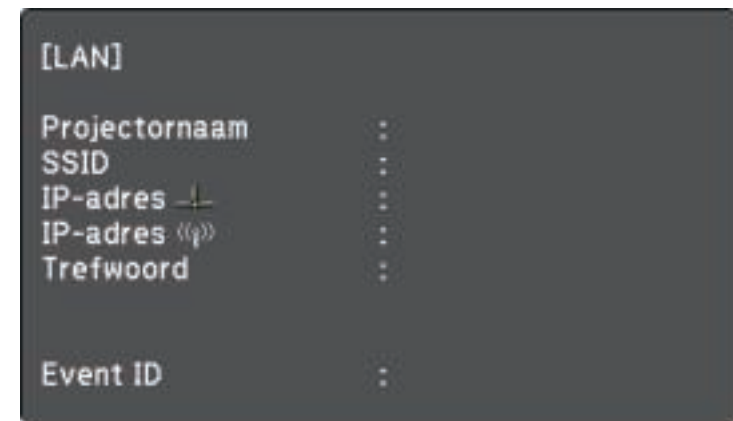 [LAN]
Projectornaam :
SSID :
IP-adres :
IP-adres :
Trefwoord :
Event ID :